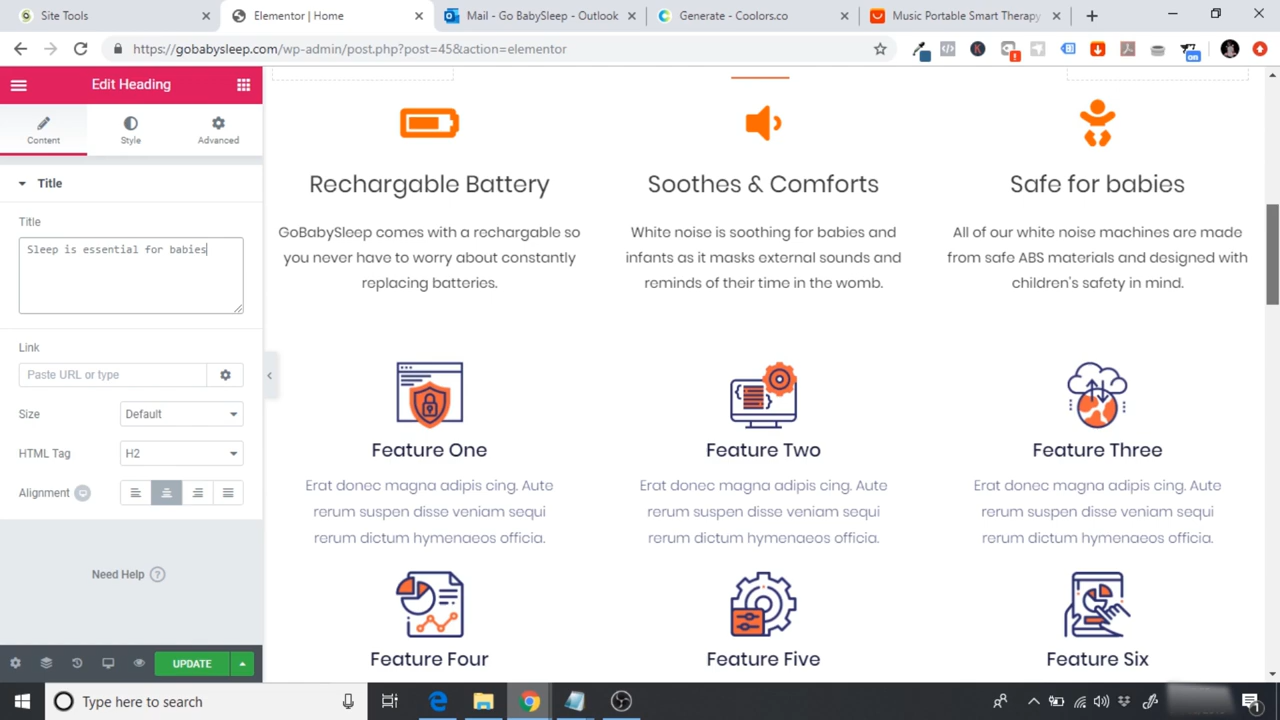 Site Tools
Elementor | Home
Mail - Go BabySleep - Outlook
Generate - Coolors.co
Music Portable Smart Therapy
https://gobabysleep.com/wp-admin/post.php?post=45&action=elementor
on
Edit Heading
Content
Style
Advanced
Title
Title
Sleep is essential for babies
Link
Paste URL or type
Size
Default
HTML Tag
H2
Alignment
Need Help ?
UPDATE
Rechargable Battery
GoBabySleep comes with a rechargable so
you never have to worry about constantly
replacing batteries.
Soothes & Comforts
White noise is soothing for babies and
infants as it masks external sounds and
reminds of their time in the womb.
Safe for babies
All of our white noise machines are made
from safe ABS materials and designed with
children's safety in mind.
Feature One
Erat donec magna adipis cing. Aute
rerum suspen disse veniam sequi
rerum dictum hymenaeos officia.
Feature Two
Erat donec magna adipis cing. Aute
rerum suspen disse veniam sequi
rerum dictum hymenaeos officia.
Feature Three
Erat donec magna adipis cing. Aute
rerum suspen disse veniam sequi
rerum dictum hymenaeos officia.
Feature Four
Feature Five
Feature Six
Type here to search
1